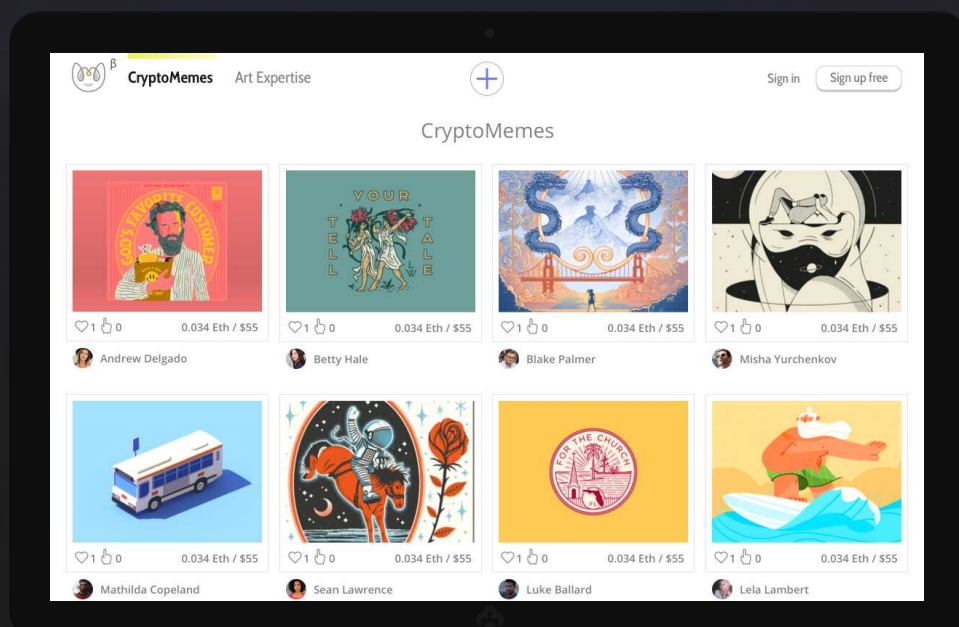 β
CryptoMemes Art Expertise Sign in Sign up free
CryptoMemes
GOD'S FAVORITE CUSTOMER
YOUR
TELL TALE
L W
1 0 0.034 Eth / $55
1 0 0.034 Eth / $55
1 0 0.034 Eth / $55
1 0 0.034 Eth / $55
Andrew Delgado
Betty Hale
Blake Palmer
Misha Yurchenkov
FOR THE CHURCH
FL
1 0 0.034 Eth / $55
1 0 0.034 Eth / $55
1 0 0.034 Eth / $55
1 0 0.034 Eth / $55
Mathilda Copeland
Sean Lawrence
Luke Ballard
Lela Lambert